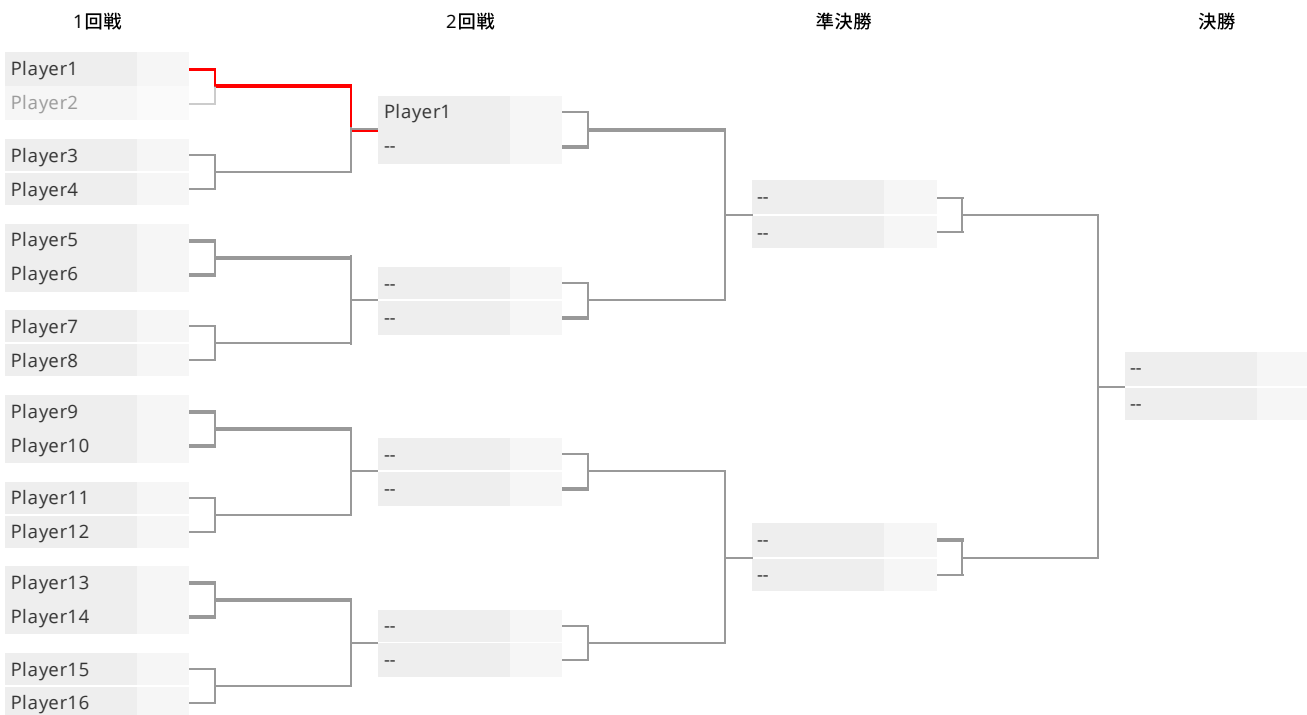 1回戦
2回戦
準決勝
決勝
Player1
Player2
Player3
Player4
Player5
Player6
Player7
Player8
Player9
Player10
Player11
Player12
Player13
Player14
Player15
Player16
Player1
--
--
--
--
--
--
--
--
--
--
--
--
--